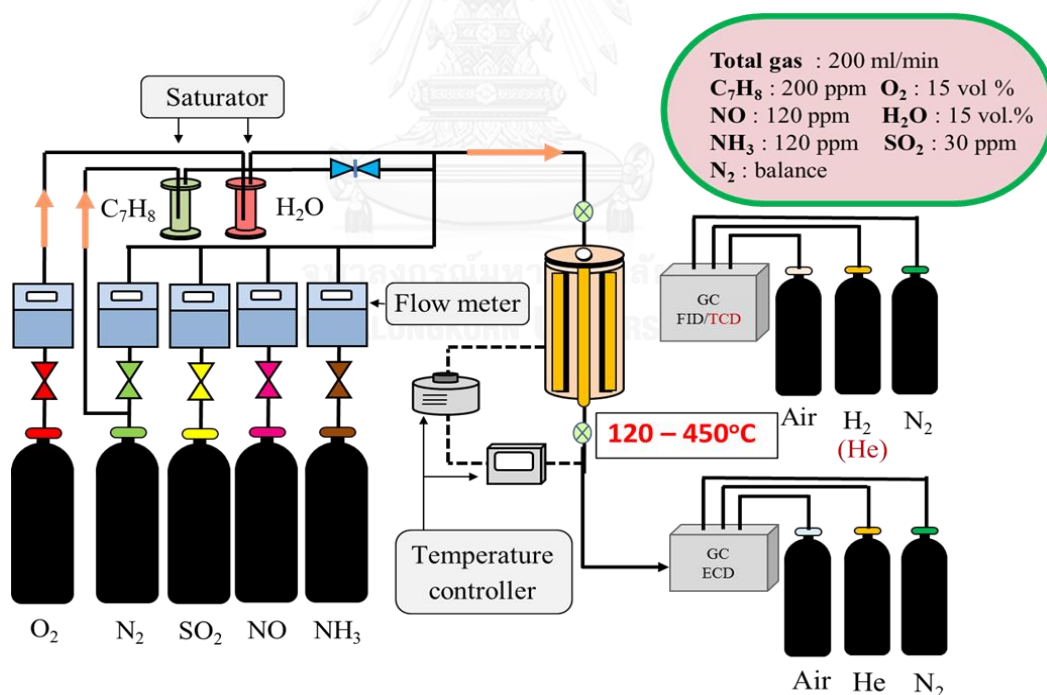 Saturator
C₇H₈
H₂O
Total gas : 200 ml/min
C₇H₈ : 200 ppm O₂ : 15 vol %
NO : 120 ppm H₂O : 15 vol.%
NH₃ : 120 ppm SO₂ : 30 ppm
N₂ : balance
Flow meter
GC
FID/TCD
Air
H₂
(He)
N₂
120 – 450°C
Temperature
controller
GC
ECD
O₂
N₂
SO₂
NO
NH₃
Air
He
N₂